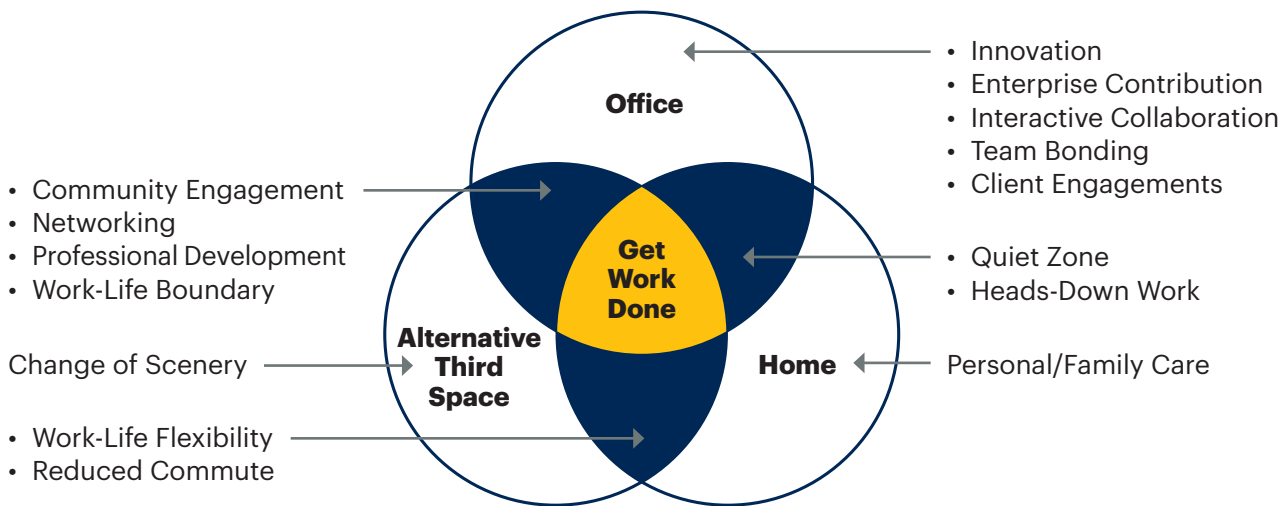 Office
• Innovation
• Enterprise Contribution
• Interactive Collaboration
• Team Bonding
• Client Engagements
• Community Engagement
• Networking
• Professional Development
• Work-Life Boundary
Get
Work
Done
• Quiet Zone
• Heads-Down Work
Change of Scenery
Alternative
Third
Space
Home
Personal/Family Care
• Work-Life Flexibility
• Reduced Commute